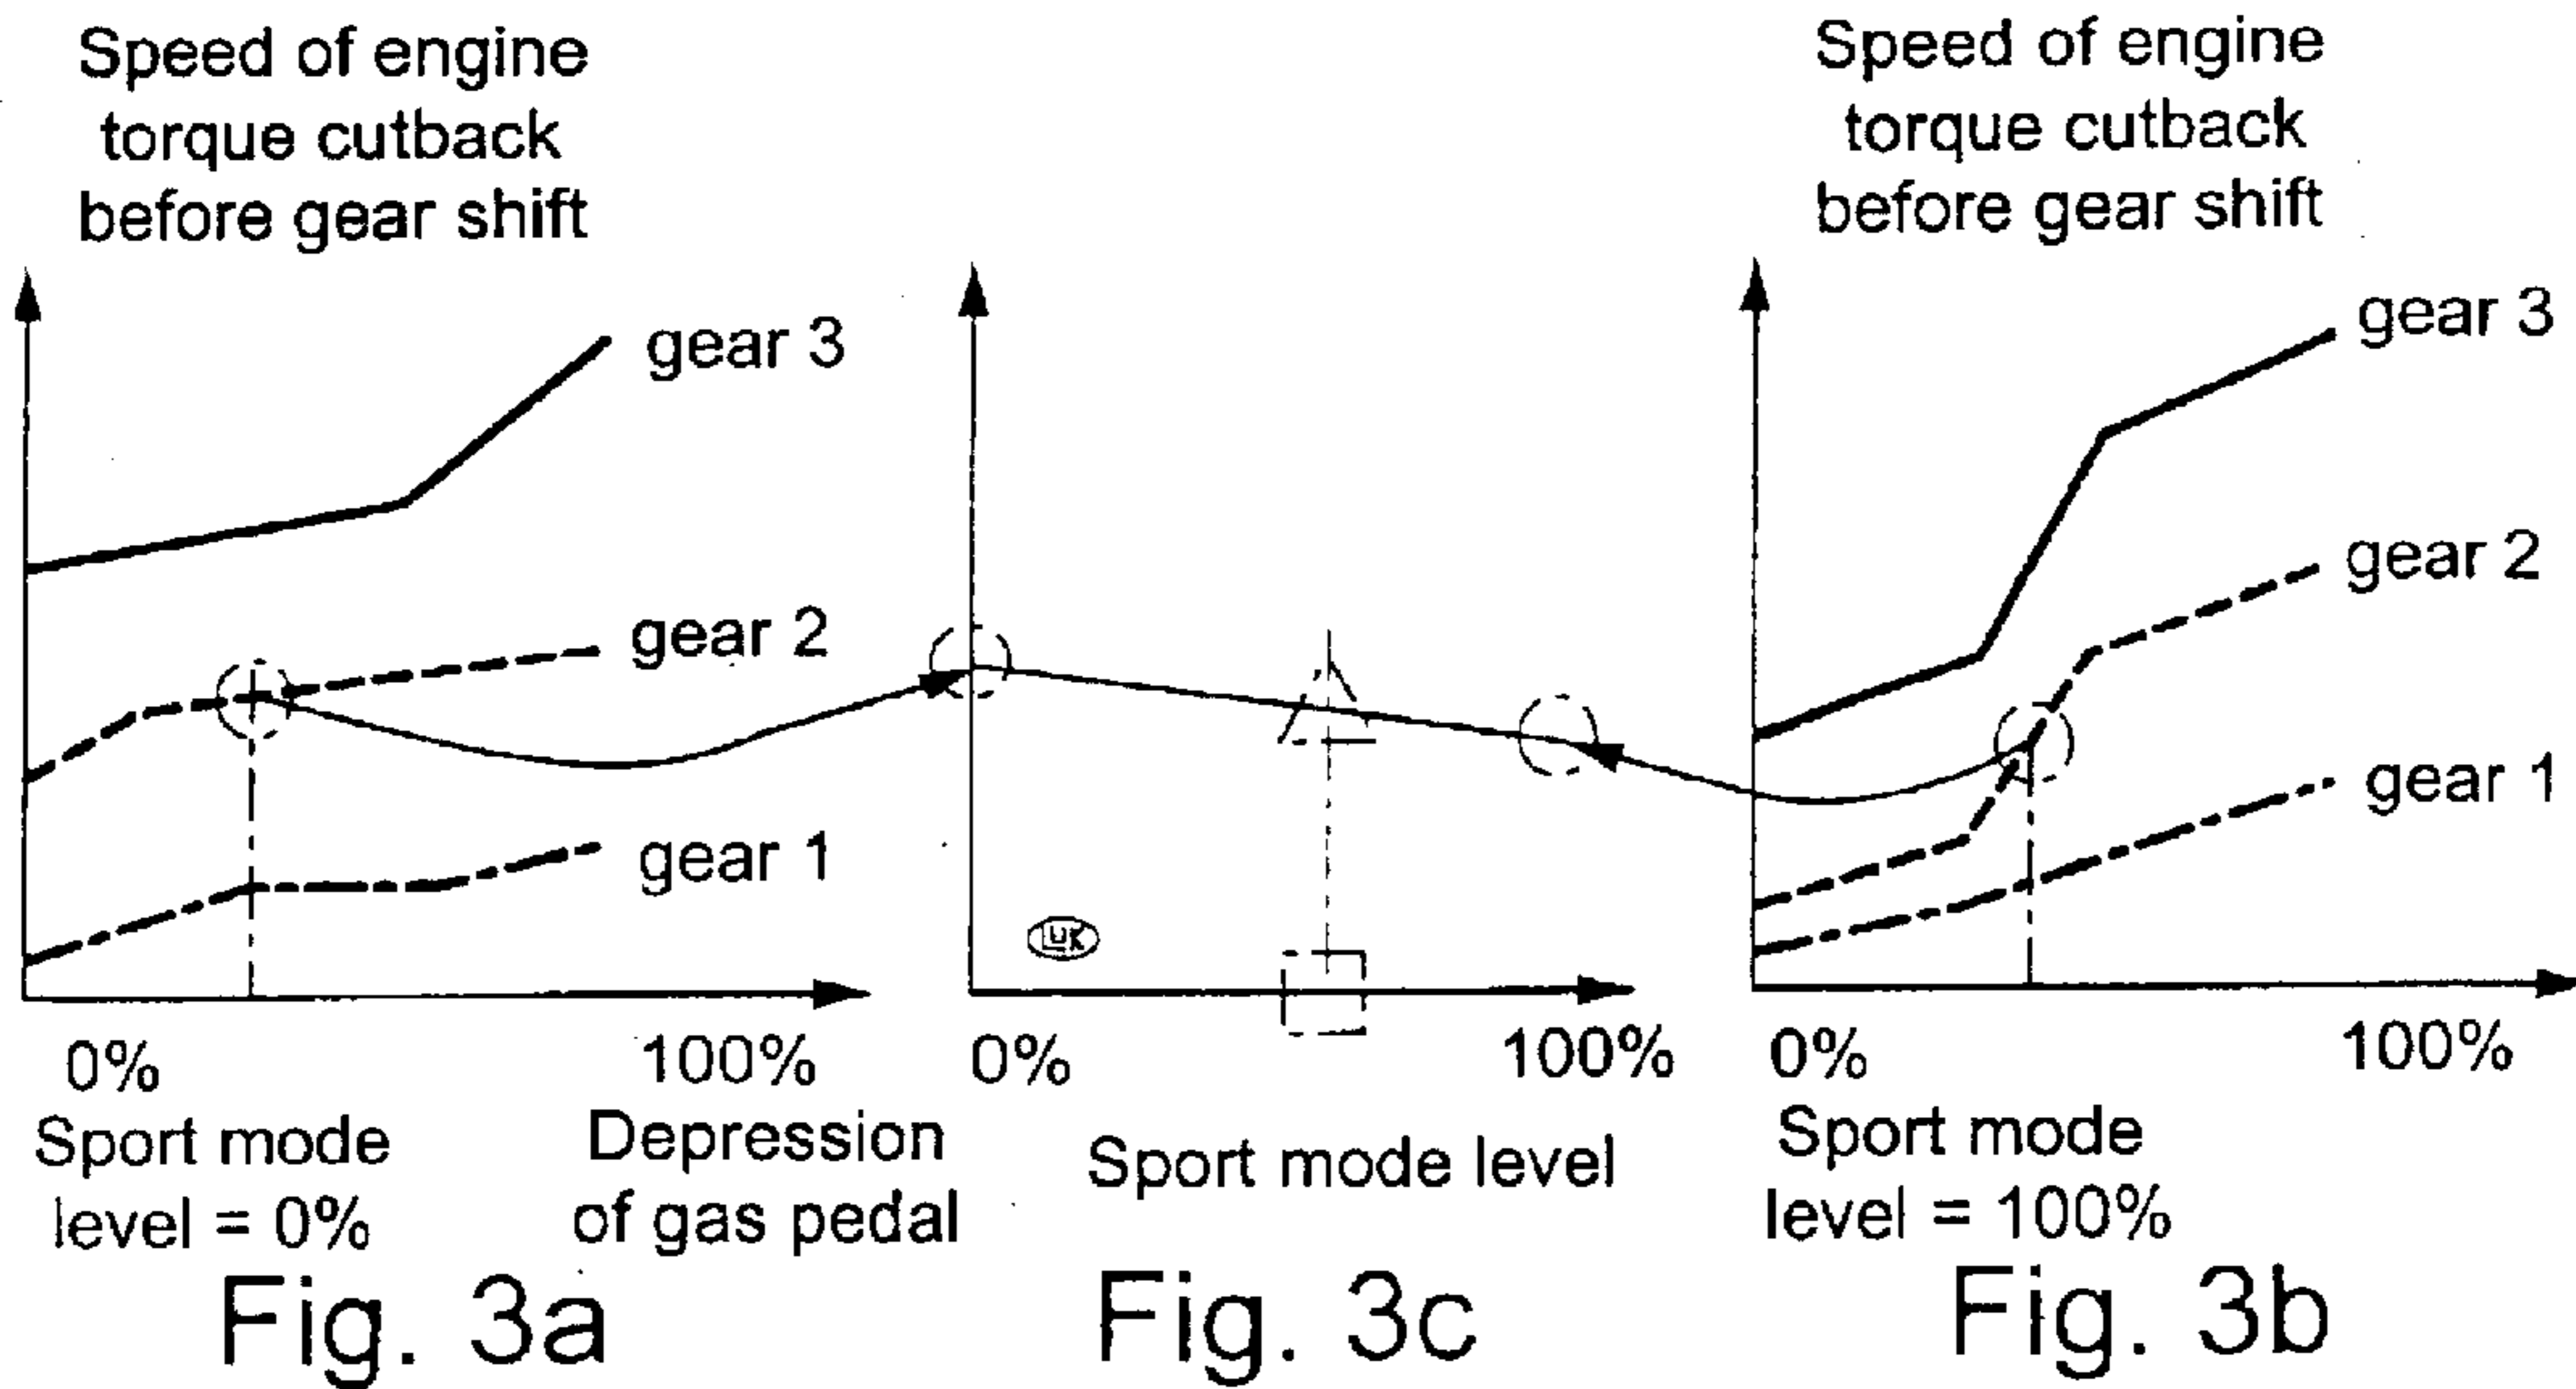 Speed of engine
torque cutback
before gear shift
gear 3
gear 2
gear 1
0%
100%
Sport mode
level = 0%
Depression
of gas pedal
Fig. 3a
LuK
0%
100%
Sport mode level
Fig. 3c
Speed of engine
torque cutback
before gear shift
gear 3
gear 2
gear 1
0%
100%
Sport mode
level = 100%
Fig. 3b